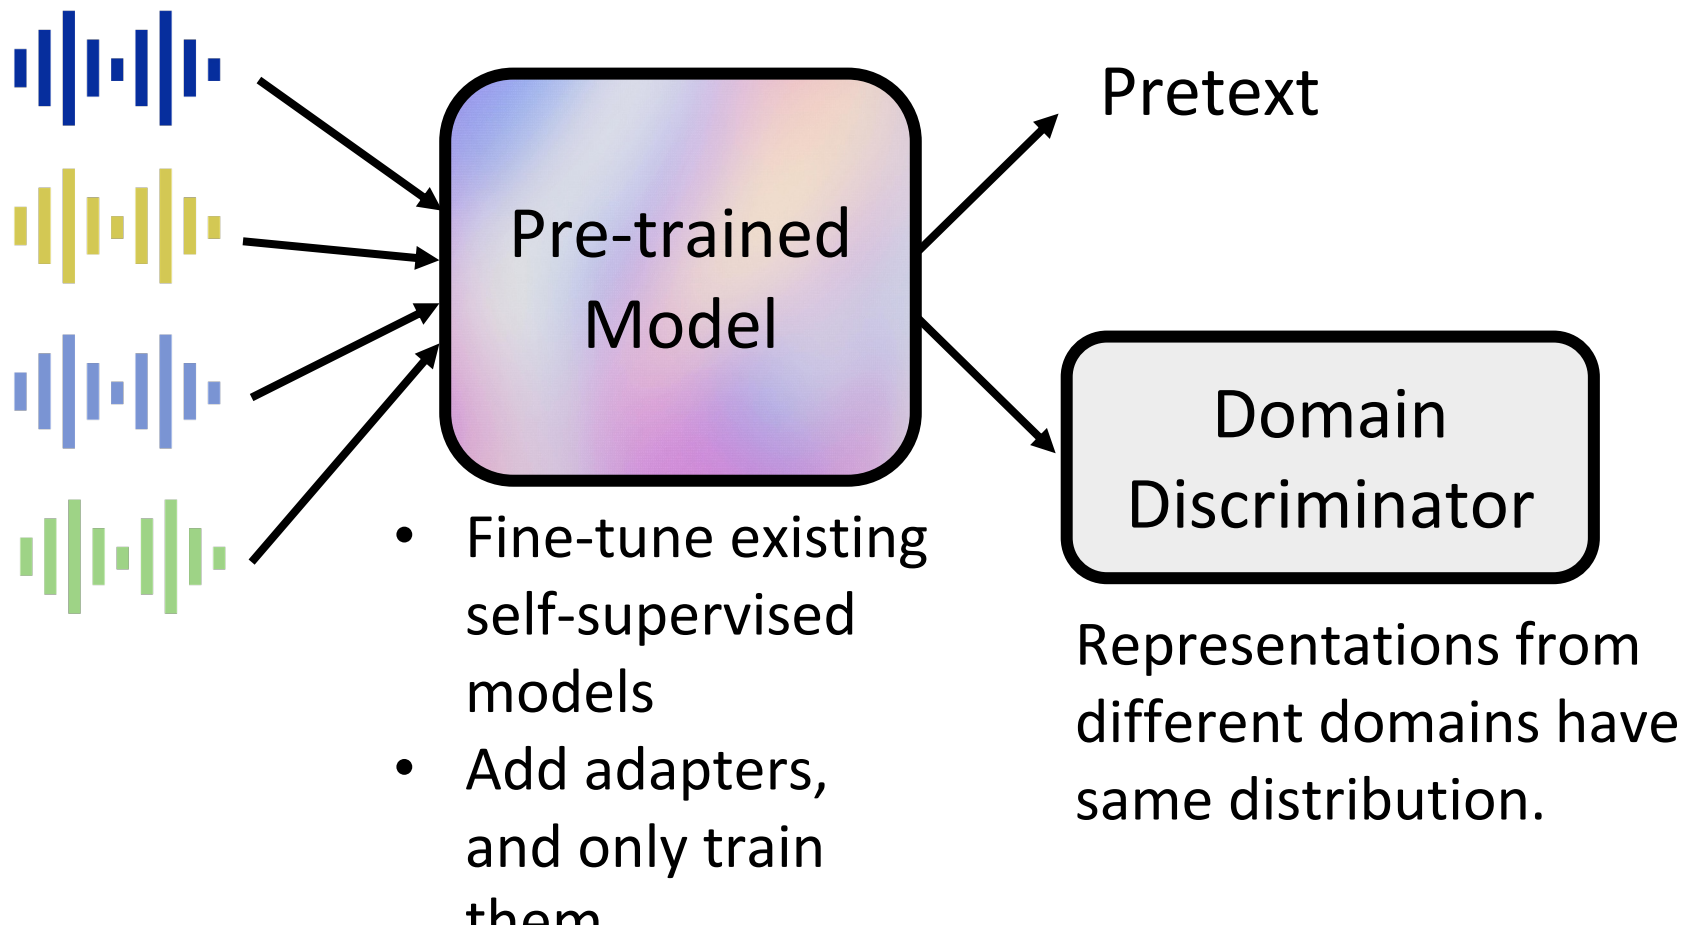 Pretext
Pre-trained
Model
Domain
Discriminator
• Fine-tune existing
self-supervised
models
• Add adapters,
and only train
them
Representations from
different domains have
same distribution.